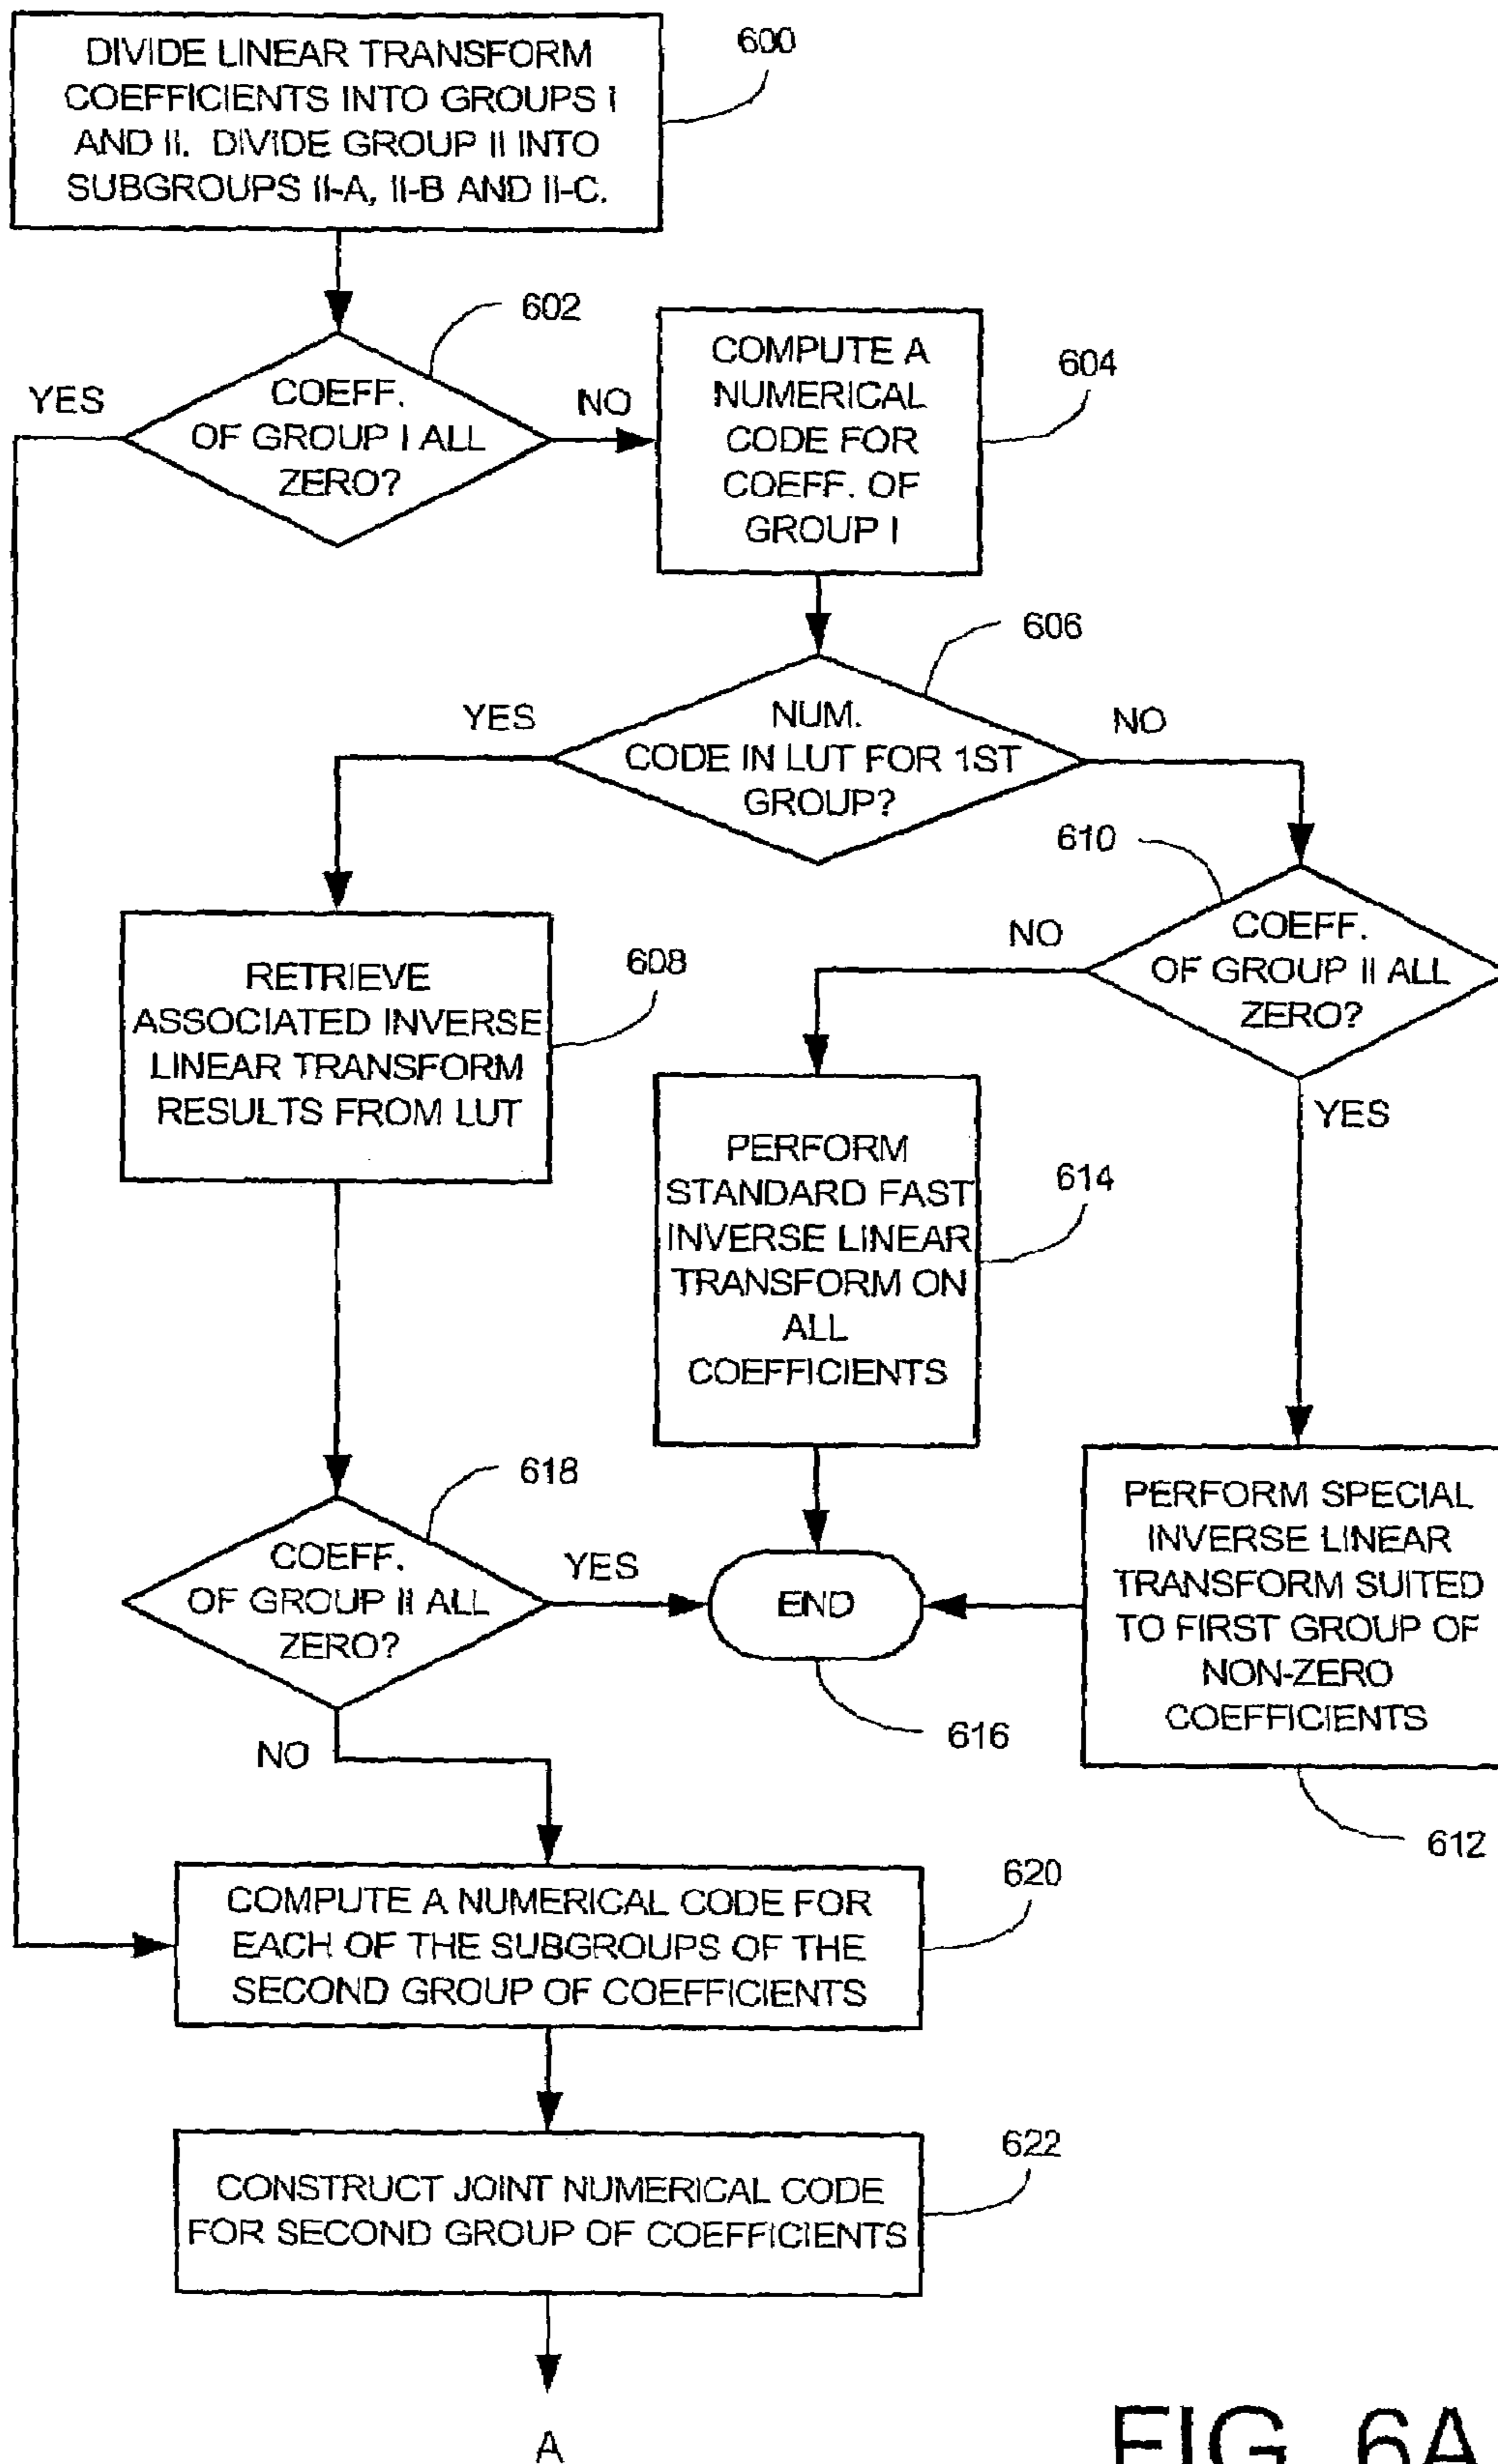 DIVIDE LINEAR TRANSFORM
COEFFICIENTS INTO GROUPS I
AND II. DIVIDE GROUP II INTO
SUBGROUPS II-A, II-B AND II-C.
600
602
COEFF.
OF GROUP I ALL
ZERO?
YES
NO
COMPUTE A
NUMERICAL
CODE FOR
COEFF. OF
GROUP I
604
606
NUM.
CODE IN LUT FOR 1ST
GROUP?
YES
NO
610
COEFF.
OF GROUP II ALL
ZERO?
NO
YES
RETRIEVE
ASSOCIATED INVERSE
LINEAR TRANSFORM
RESULTS FROM LUT
608
PERFORM
STANDARD FAST
INVERSE LINEAR
TRANSFORM ON
ALL
COEFFICIENTS
614
618
COEFF.
OF GROUP II ALL
ZERO?
YES
NO
END
616
PERFORM SPECIAL
INVERSE LINEAR
TRANSFORM SUITED
TO FIRST GROUP OF
NON-ZERO
COEFFICIENTS
612
COMPUTE A NUMERICAL CODE FOR
EACH OF THE SUBGROUPS OF THE
SECOND GROUP OF COEFFICIENTS
620
CONSTRUCT JOINT NUMERICAL CODE
FOR SECOND GROUP OF COEFFICIENTS
622
A
FIG. 6A